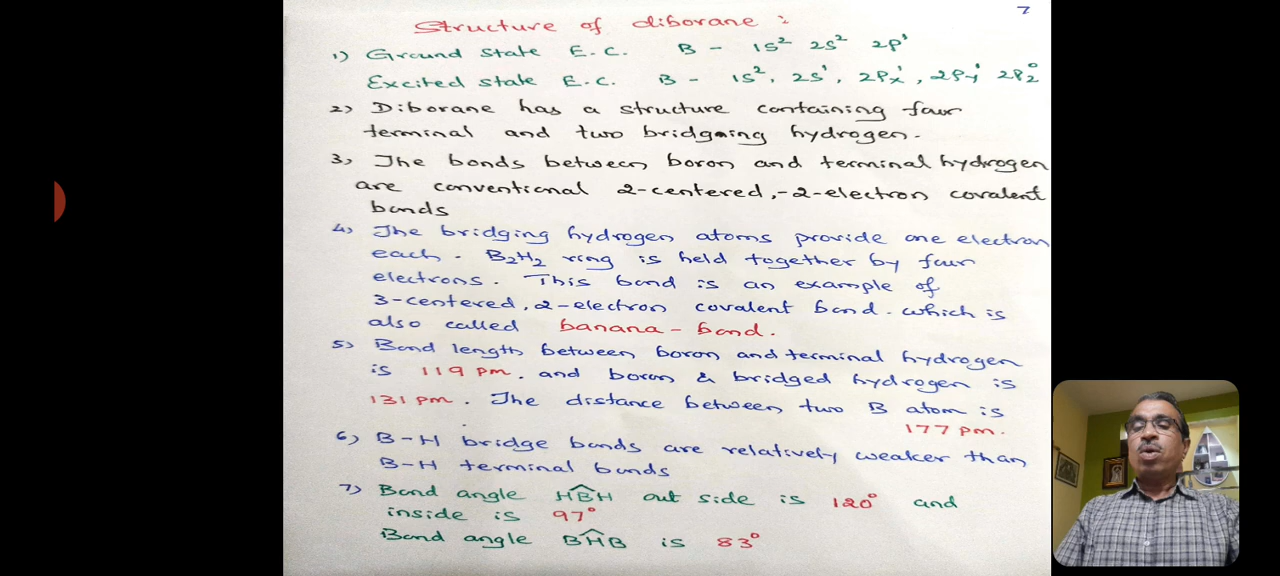 7
Structure of diborane :
1) Ground state E.C. B - 1s² 2s² 2p¹
Excited state E.C. B - 1s², 2s¹, 2Px¹, 2Py¹ 2Pz⁰
2) Diborane has a structure containing four
terminal and two bridgning hydrogen.
3) The bonds between boron and terminal hydrogen
are conventional 2-centered,-2-electron covalent
bonds
4) The bridging hydrogen atoms provide one electron
each. B₂H₂ ring is held together by four
electrons. This bond is an example of
3-centered, 2-electron covalent bond. which is
also called banana-bond.
5) Bond length between boron and terminal hydrogen
is 119 pm. and boron & bridged hydrogen is
131 pm. The distance between two B atom is
177 pm.
6) B-H bridge bonds are relatively weaker than
B-H terminal bonds
7) Bond angle HB̂H out side is 120° and
inside is 97°
Bond angle BĤB is 83°